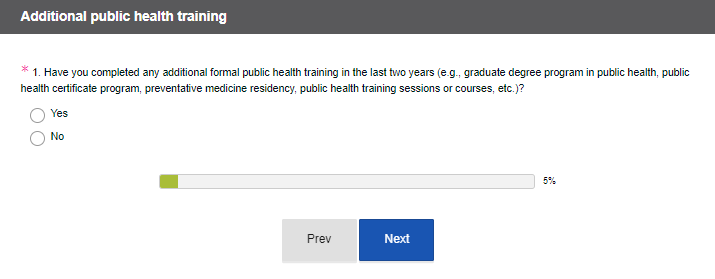 Additional public health training
* 1. Have you completed any additional formal public health training in the last two years (e.g., graduate degree program in public health, public
health certificate program, preventative medicine residency, public health training sessions or courses, etc.)?
Yes
No
5%
Prev
Next